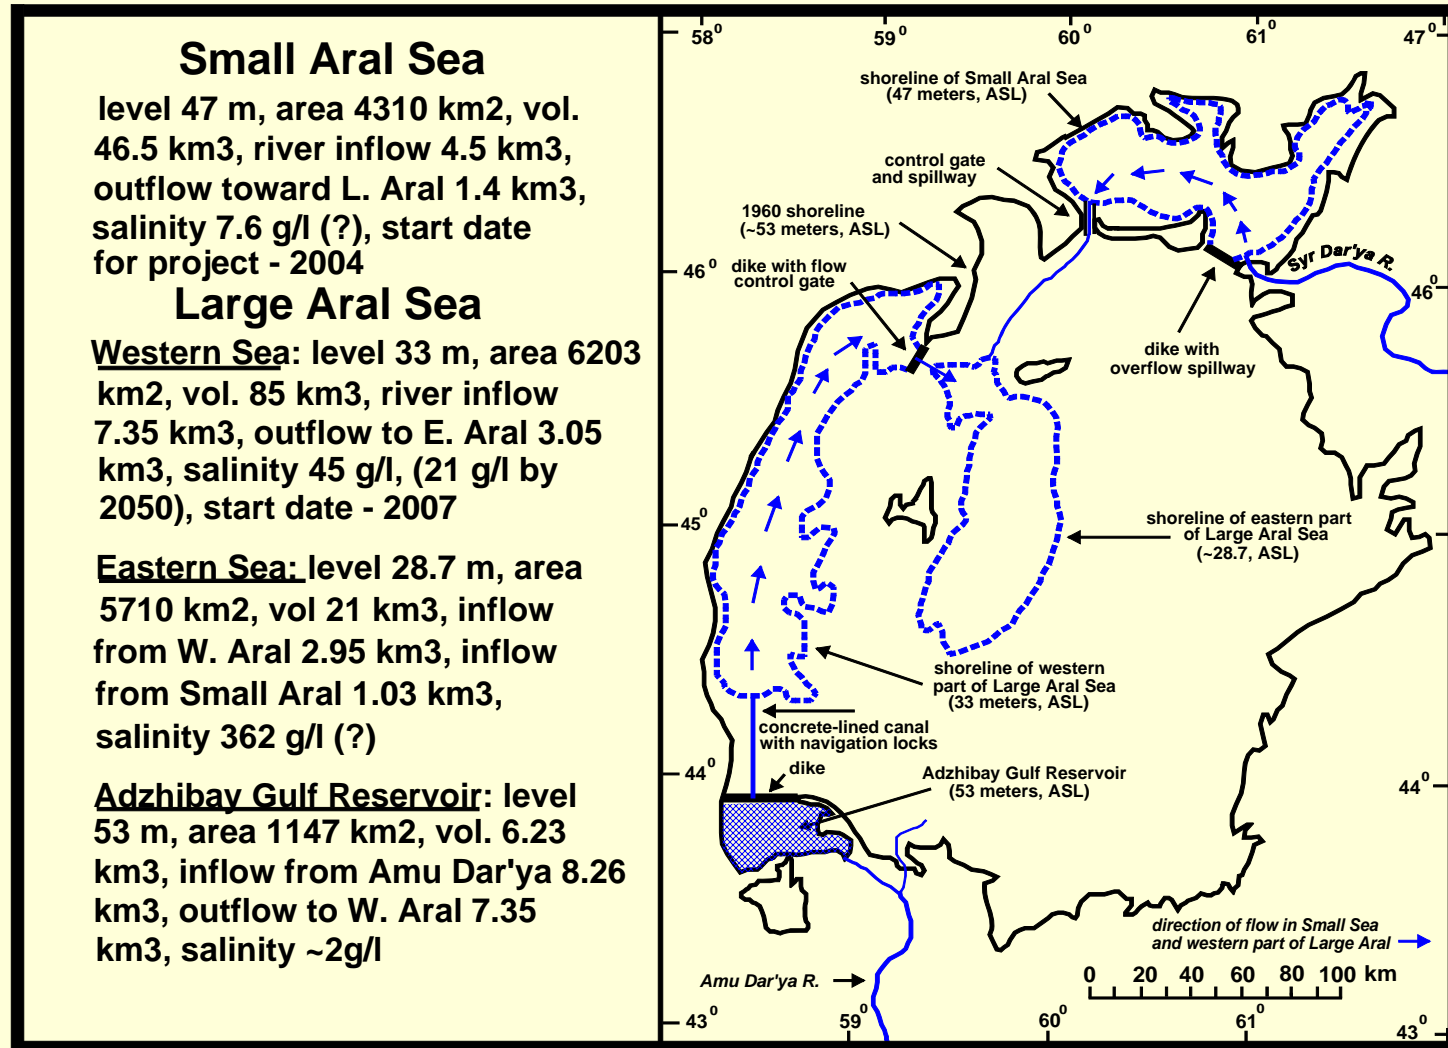 Small Aral Sea
level 47 m, area 4310 km2, vol.
46.5 km3, river inflow 4.5 km3,
outflow toward L. Aral 1.4 km3,
salinity 7.6 g/l (?), start date
for project - 2004
Large Aral Sea
Western Sea: level 33 m, area 6203
km2, vol. 85 km3, river inflow
7.35 km3, outflow to E. Aral 3.05
km3, salinity 45 g/l, (21 g/l by
2050), start date - 2007
Eastern Sea: level 28.7 m, area
5710 km2, vol 21 km3, inflow
from W. Aral 2.95 km3, inflow
from Small Aral 1.03 km3,
salinity 362 g/l (?)
Adzhibay Gulf Reservoir: level
53 m, area 1147 km2, vol. 6.23
km3, inflow from Amu Dar'ya 8.26
km3, outflow to W. Aral 7.35
km3, salinity ~2g/l
58⁰ 59⁰ 60⁰ 61⁰ 47⁰
shoreline of Small Aral Sea
(47 meters, ASL)
control gate
and spillway
1960 shoreline
(~53 meters, ASL)
dike with flow
control gate
46⁰
Syr Dar'ya R.
46⁰
dike with
overflow spillway
45⁰
shoreline of eastern part
of Large Aral Sea
(~28.7, ASL)
shoreline of western
part of Large Aral Sea
(33 meters, ASL)
concrete-lined canal
with navigation locks
dike
44⁰
Adzhibay Gulf Reservoir
(53 meters, ASL)
44⁰
direction of flow in Small Sea
and western part of Large Aral
Amu Dar'ya R.
0 20 40 60 80 100 km
43⁰ 59⁰ 60⁰ 61⁰ 43⁰